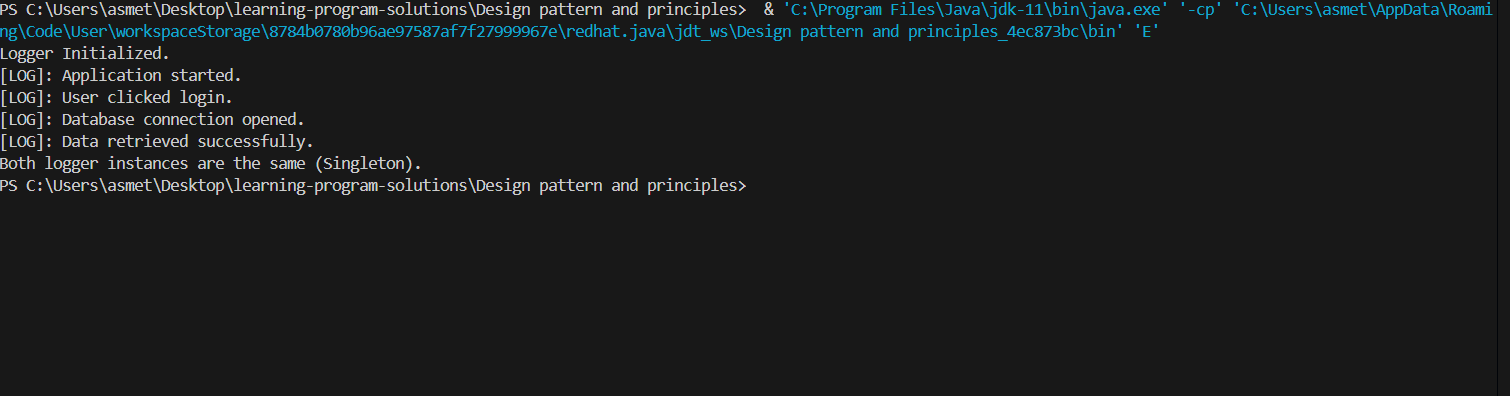 PS C:\Users\asmet\Desktop\learning-program-solutions\Design pattern and principles>  & 'C:\Program Files\Java\jdk-11\bin\java.exe' '-cp' 'C:\Users\asmet\AppData\Roami
ng\Code\User\workspaceStorage\8784b0780b96ae97587af7f27999967e\redhat.java\jdt_ws\Design pattern and principles_4ec873bc\bin' 'E'
Logger Initialized.
[LOG]: Application started.
[LOG]: User clicked login.
[LOG]: Database connection opened.
[LOG]: Data retrieved successfully.
Both logger instances are the same (Singleton).
PS C:\Users\asmet\Desktop\learning-program-solutions\Design pattern and principles>